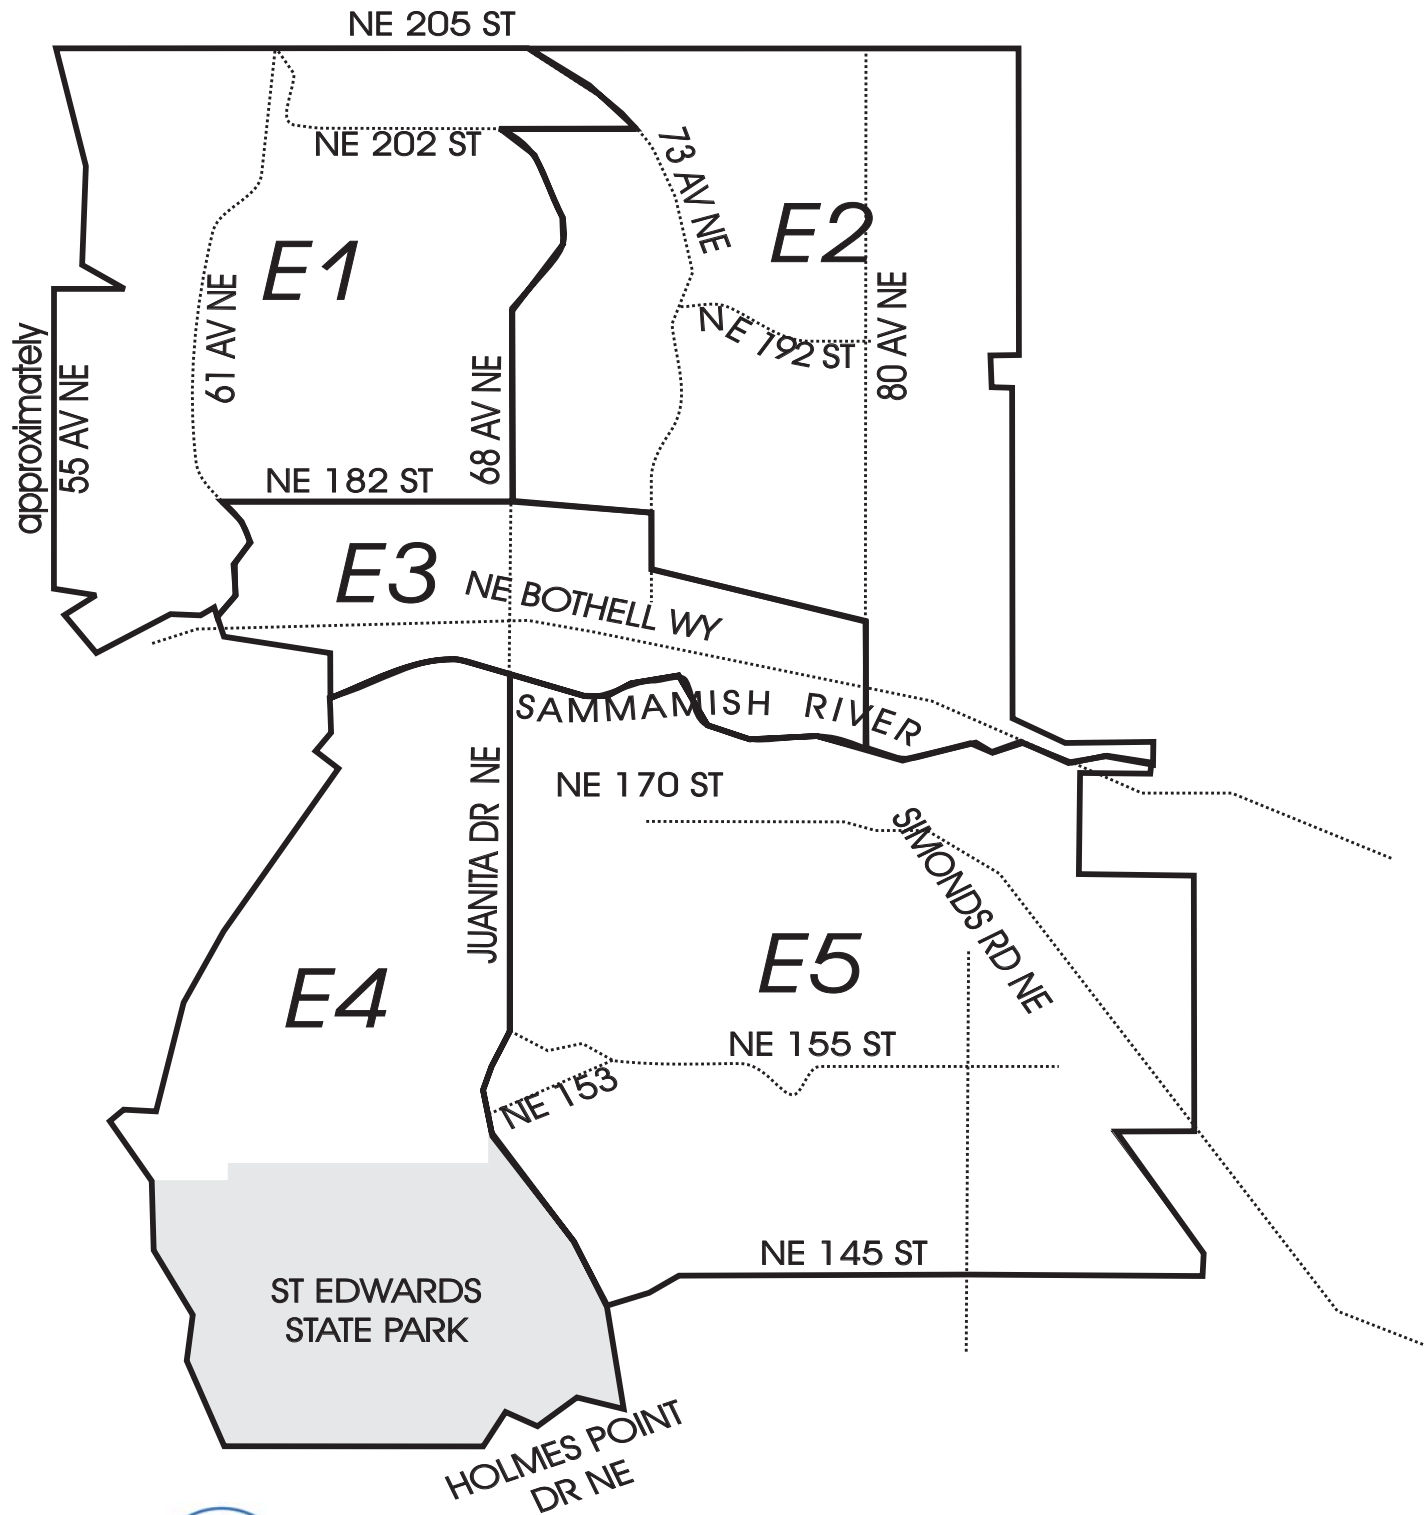 NE 205 ST
NE 202 ST
73 AV NE
E2
E1
61 AV NE
80 AV NE
NE 192 ST
approximately
55 AV NE
68 AV NE
NE 182 ST
E3
NE BOTHELL WY
SAMMAMISH RIVER
JUANITA DR NE
NE 170 ST
SIMONDS RD NE
E5
E4
NE 155 ST
NE 153
NE 145 ST
ST EDWARDS
STATE PARK
HOLMES POINT
DR NE